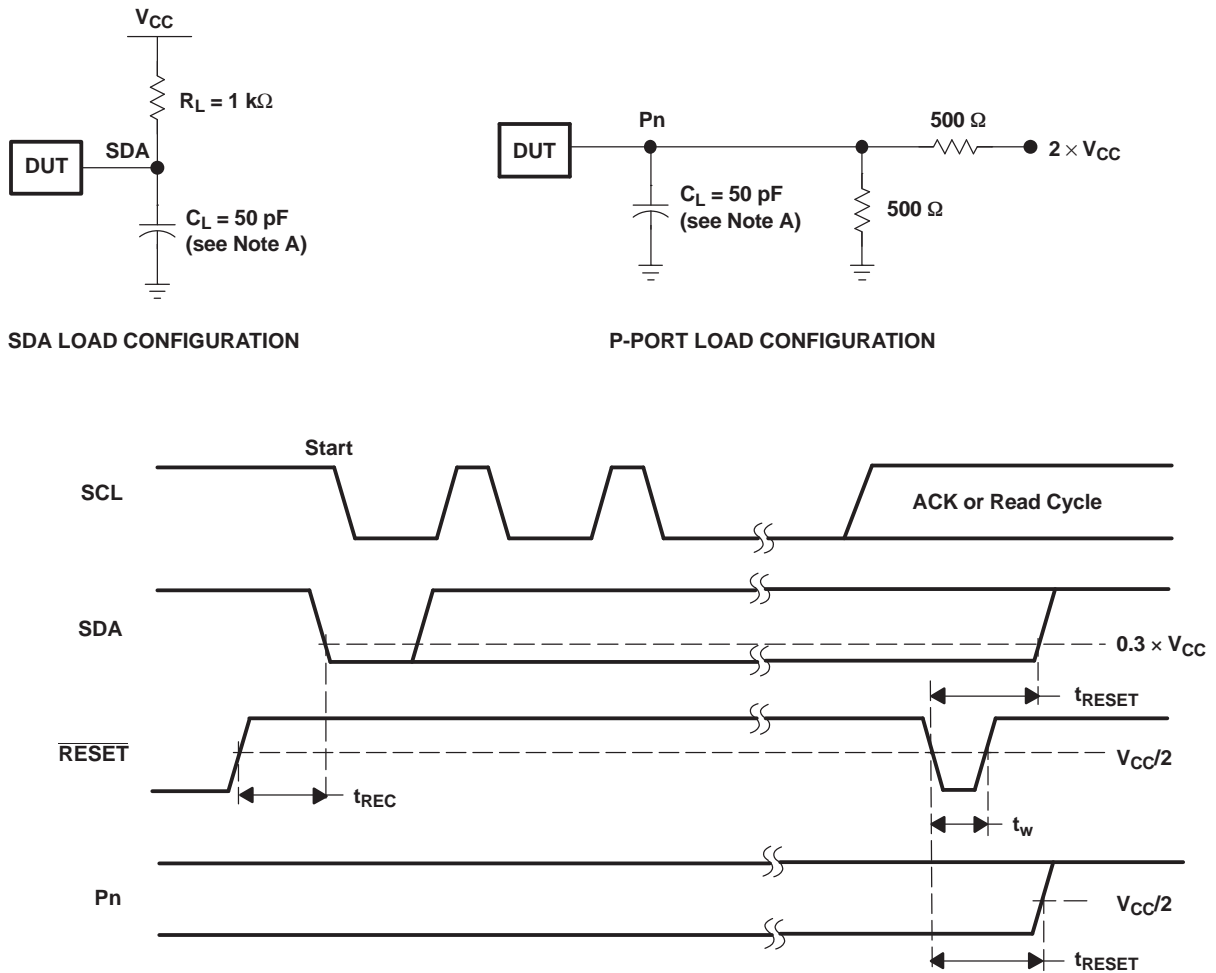 VCC
RL = 1 kΩ
SDA
DUT
CL = 50 pF
(see Note A)
Pn
500 Ω
DUT
2 × VCC
CL = 50 pF
(see Note A)
500 Ω
SDA LOAD CONFIGURATION
P-PORT LOAD CONFIGURATION
Start
SCL
ACK or Read Cycle
SDA
0.3 × VCC
tRESET
RESET
VCC/2
tREC
tw
Pn
VCC/2
tRESET